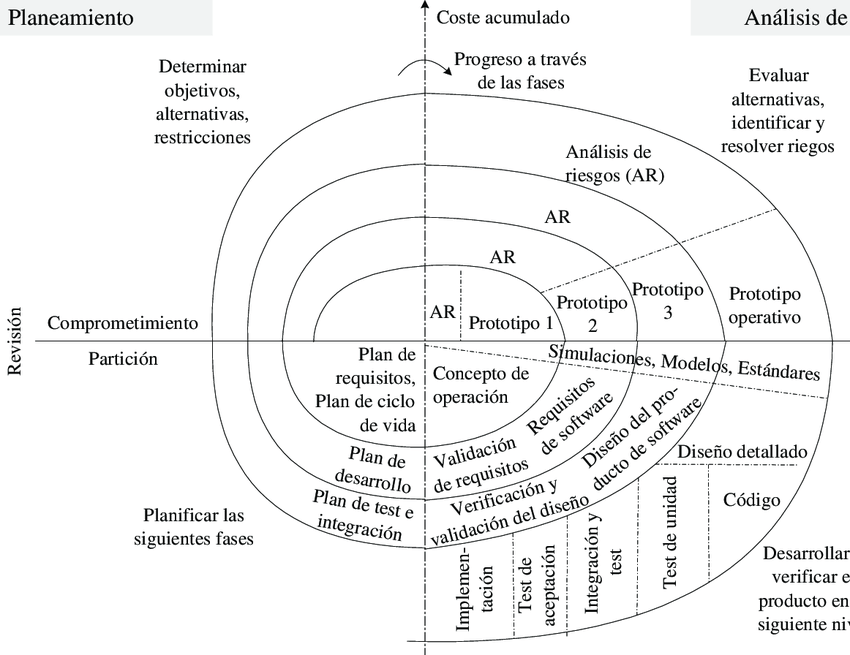 Planeamiento
Coste acumulado
Análisis de
Determinar
objetivos,
alternativas,
restricciones
Progreso a través
de las fases
Evaluar
alternativas,
identificar y
resolver riegos
Análisis de
riesgos (AR)
AR
AR
AR
Prototipo 1
Prototipo
2
Prototipo
3
Prototipo
operativo
Revisión
Comprometimiento
Partición
Simulaciones, Modelos, Estándares
Plan de
requisitos,
Plan de ciclo
de vida
Concepto de
operación
Requisitos
de software
Plan de
desarrollo
Validación
de requisitos
Diseño del pro-
ducto de software
Diseño detallado
Plan de test e
integración
Verificación y
validación del diseño
Código
Planificar las
siguientes fases
Implemen-
tación
Test de
aceptación
Integración y
test
Test de unidad
Desarrollar
verificar e
producto en
siguiente niv